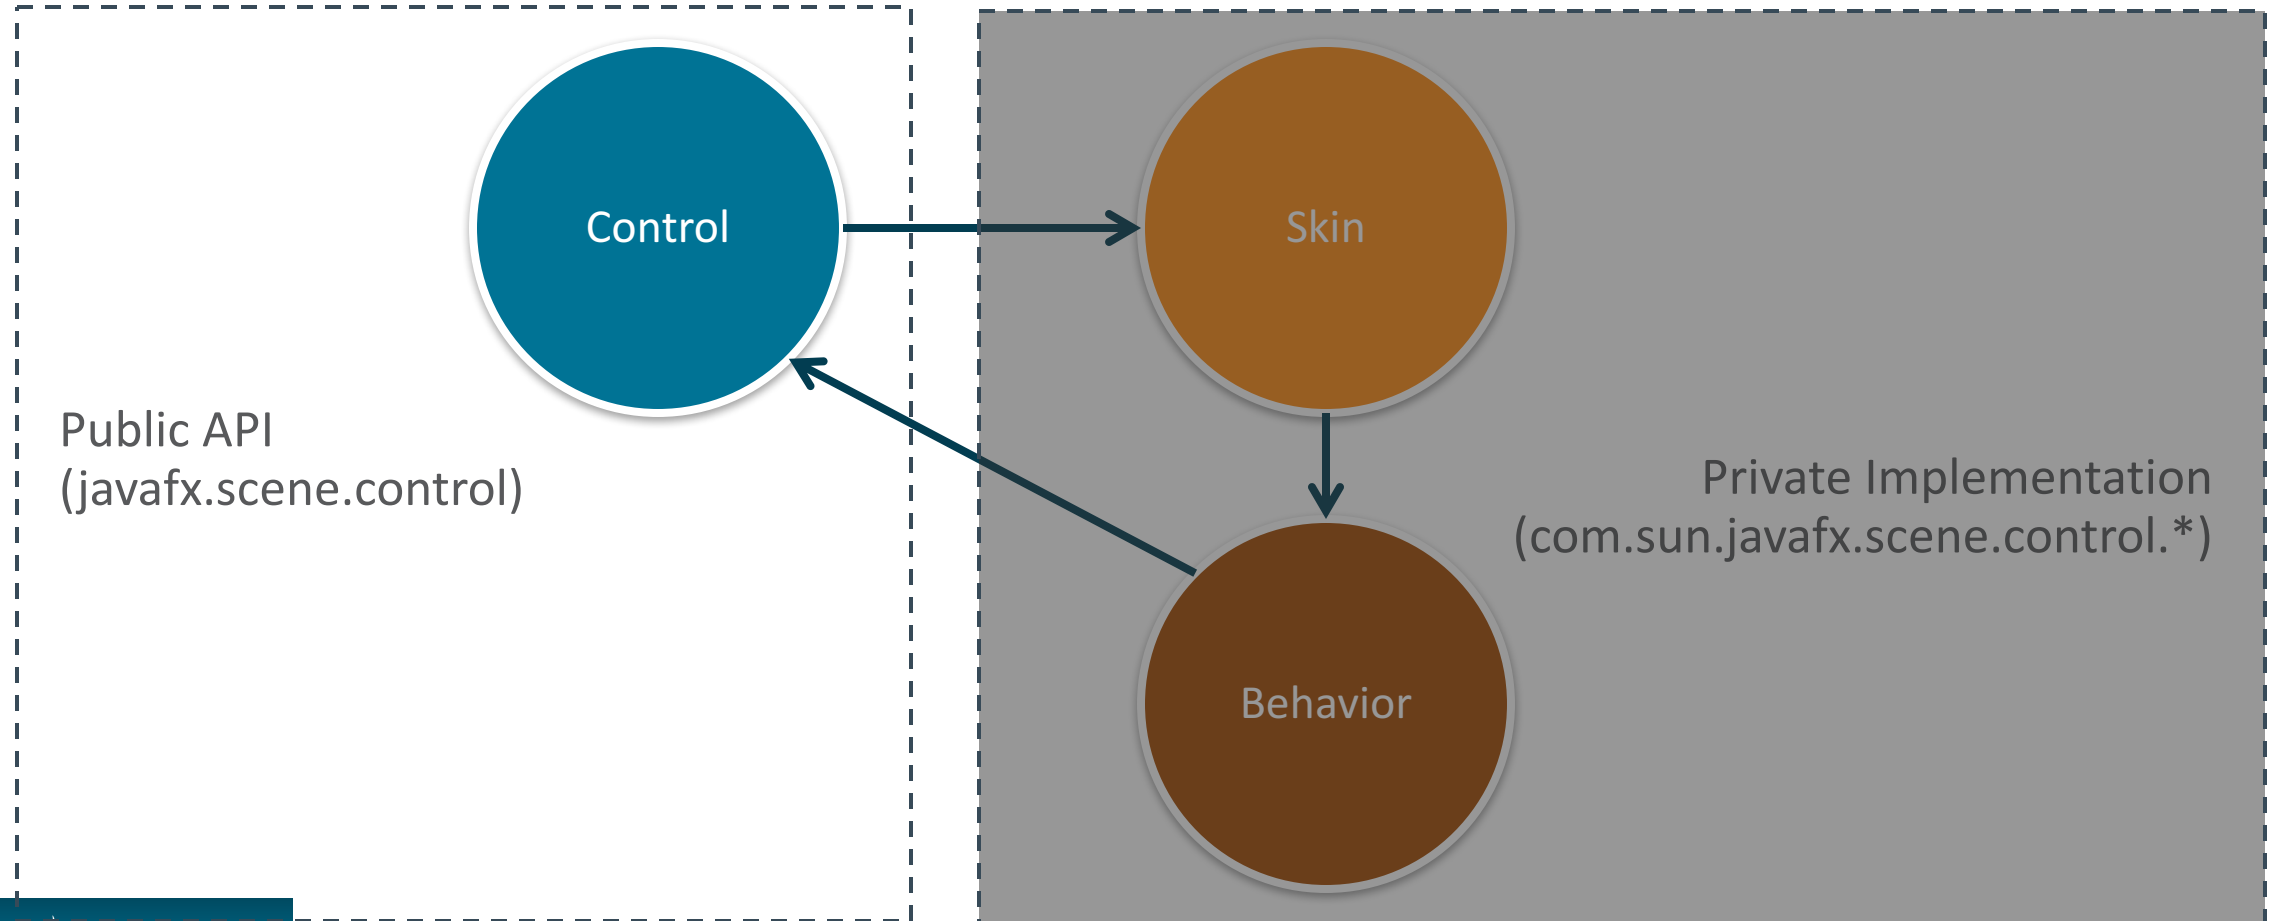 Control
Skin
Public API
(javafx.scene.control)
Private Implementation
(com.sun.javafx.scene.control.*)
Behavior